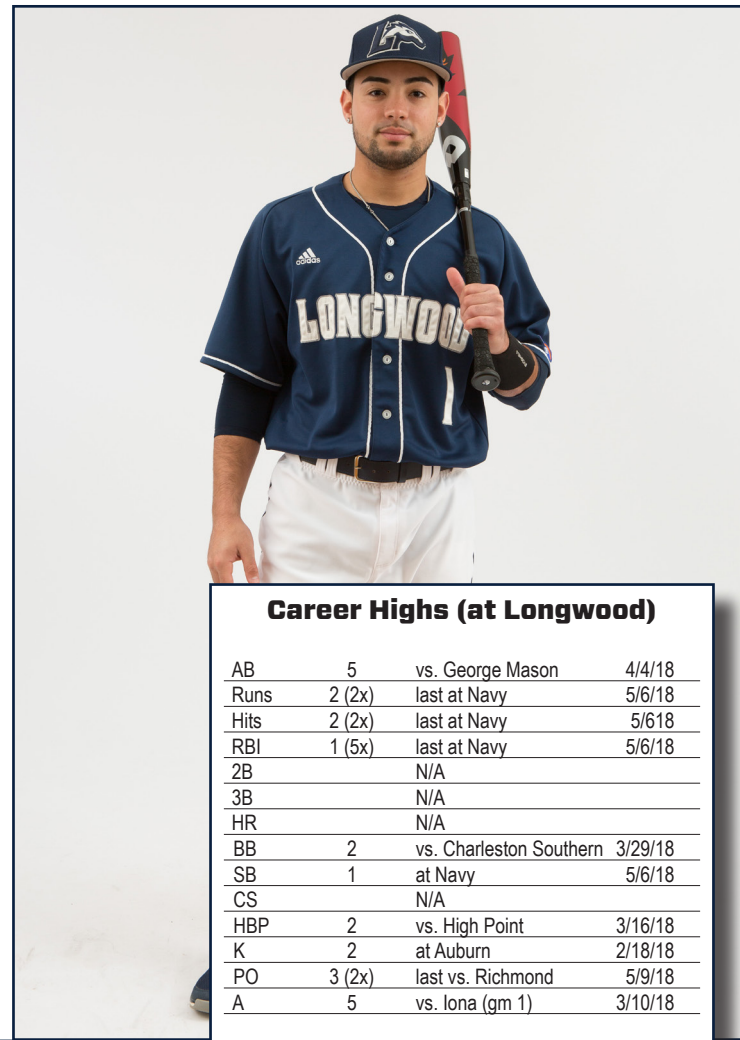 adidas
LONGWOOD
1
Career Highs (at Longwood)
AB 5 vs. George Mason 4/4/18
Runs 2 (2x) last at Navy 5/6/18
Hits 2 (2x) last at Navy 5/618
RBI 1 (5x) last at Navy 5/6/18
2B N/A
3B N/A
HR N/A
BB 2 vs. Charleston Southern 3/29/18
SB 1 at Navy 5/6/18
CS N/A
HBP 2 vs. High Point 3/16/18
K 2 at Auburn 2/18/18
PO 3 (2x) last vs. Richmond 5/9/18
A 5 vs. Iona (gm 1) 3/10/18